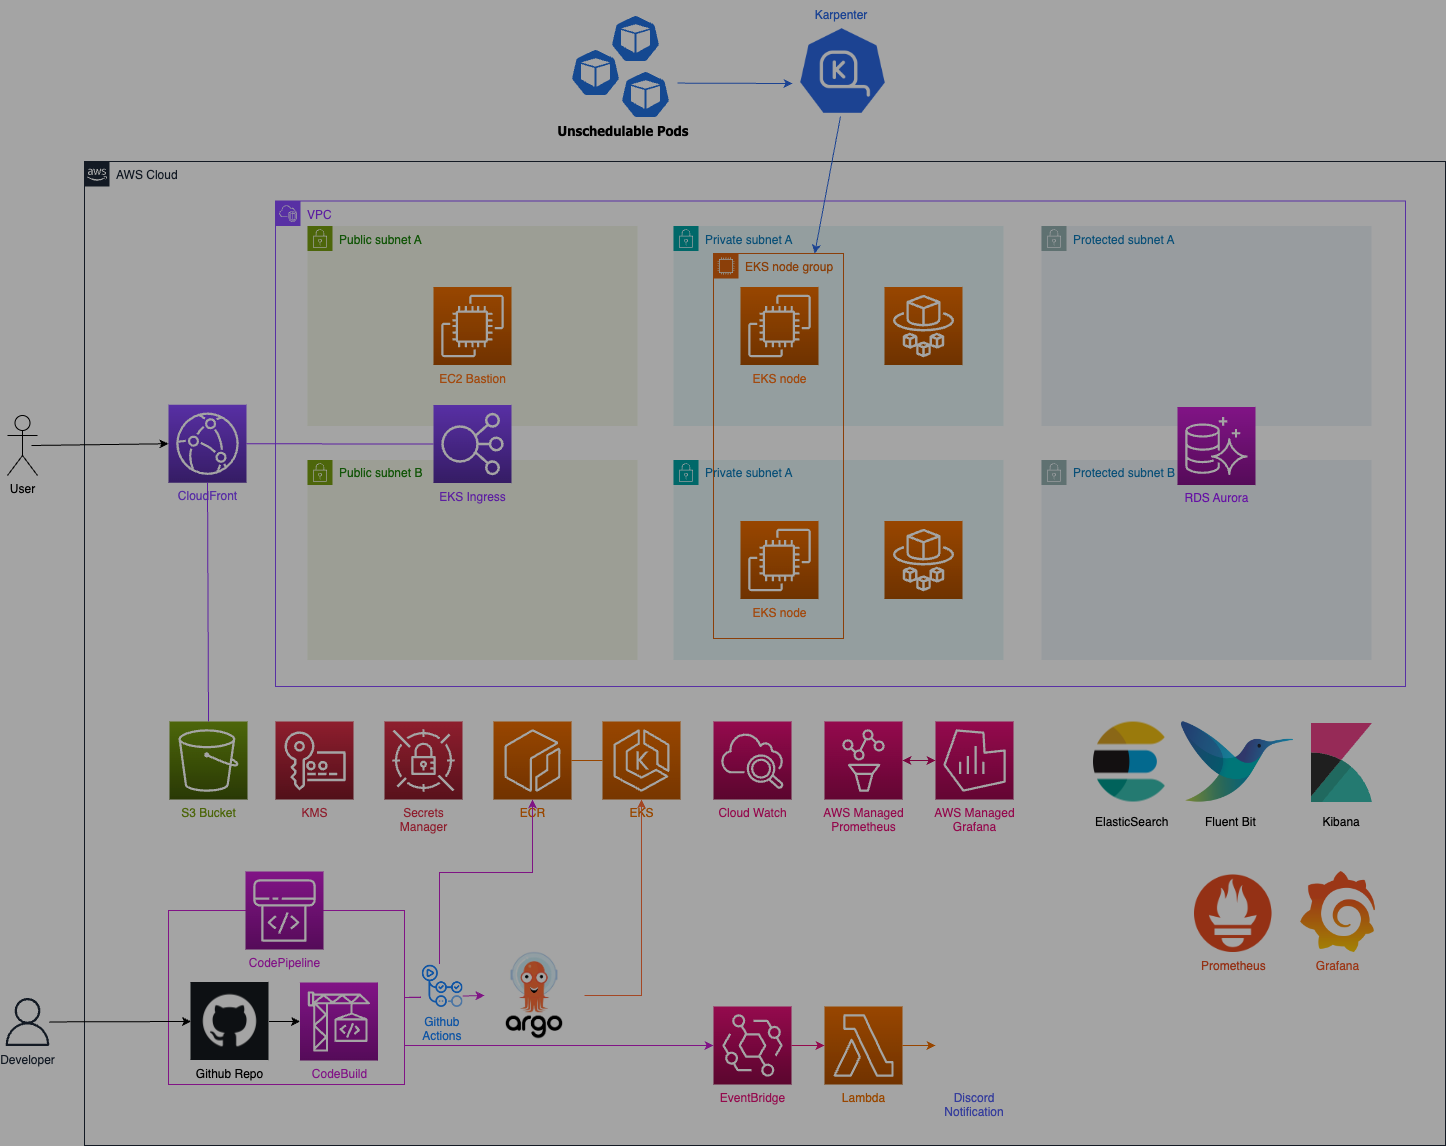 Karpenter
Unschedulable Pods
aws
AWS Cloud
VPC
Public subnet A
Private subnet A
Protected subnet A
EKS node group
EC2 Bastion
EKS node
User
CloudFront
EKS Ingress
Public subnet B
Private subnet A
Protected subnet B
RDS Aurora
EKS node
S3 Bucket
KMS
Secrets
Manager
ECR
EKS
Cloud Watch
AWS Managed
Prometheus
AWS Managed
Grafana
ElasticSearch
Fluent Bit
Kibana
CodePipeline
Prometheus
Grafana
Github
Actions
argo
Developer
Github Repo
CodeBuild
EventBridge
Lambda
Discord
Notification